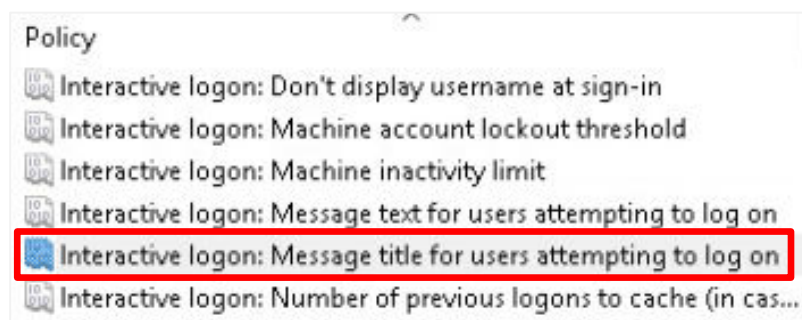 Policy
Interactive logon: Don't display username at sign-in
Interactive logon: Machine account lockout threshold
Interactive logon: Machine inactivity limit
Interactive logon: Message text for users attempting to log on
Interactive logon: Message title for users attempting to log on
Interactive logon: Number of previous logons to cache (in cas...